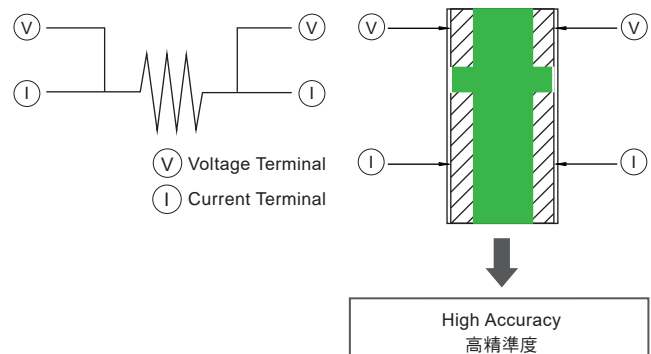 V V
I I
V Voltage Terminal
I Current Terminal
V V
I I
High Accuracy
高精準度